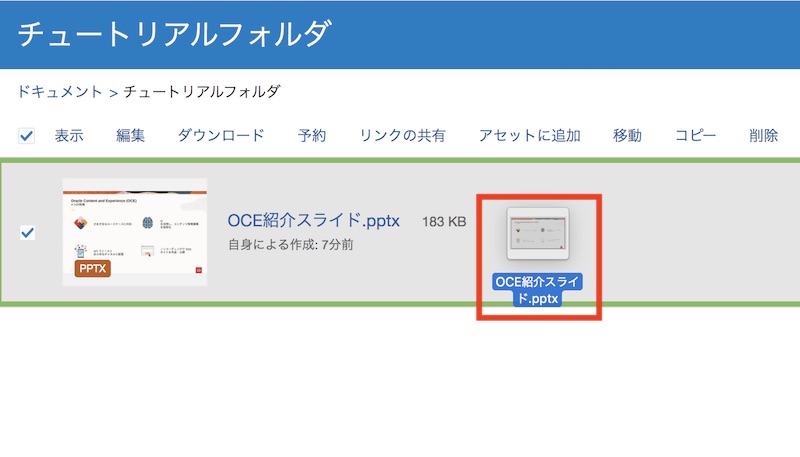 チュートリアルフォルダ
ドキュメント > チュートリアルフォルダ
表示 編集 ダウンロード 予約 リンクの共有 アセットに追加 移動 コピー 削除
Oracle Content and Experience (OCE)
PPTX
OCE紹介スライド.pptx 183 KB
自身による作成: 7分前
OCE紹介スライ
ド.pptx